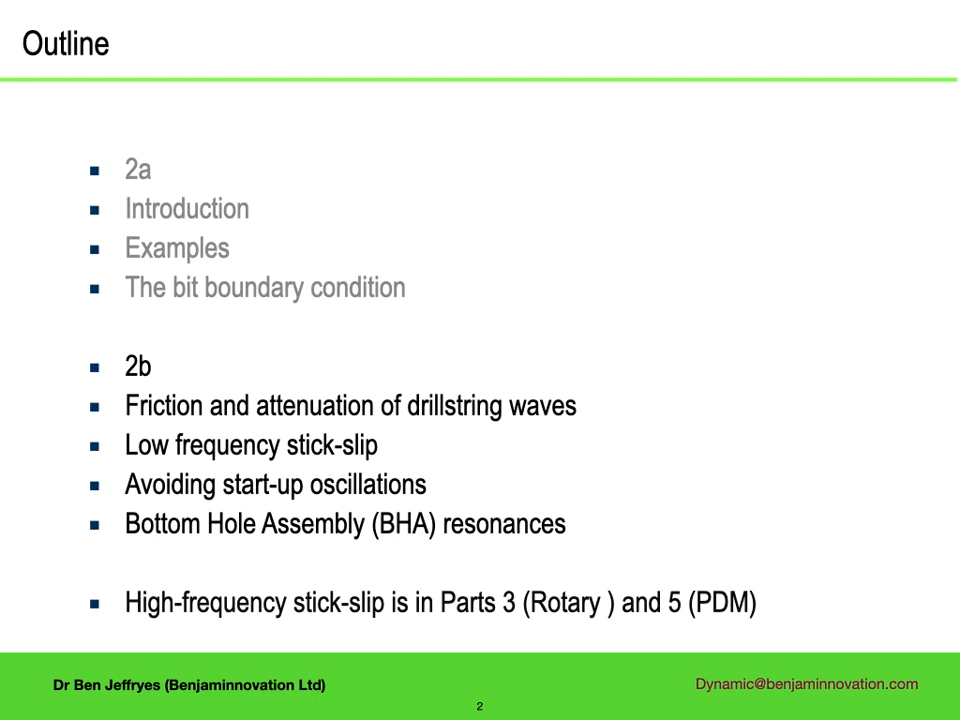 Outline
2a
Introduction
Examples
The bit boundary condition
2b
Friction and attenuation of drillstring waves
Low frequency stick-slip
Avoiding start-up oscillations
Bottom Hole Assembly (BHA) resonances
High-frequency stick-slip is in Parts 3 (Rotary ) and 5 (PDM)
Dr Ben Jeffryes (Benjaminnovation Ltd)
Dynamic@benjaminnovation.com
2